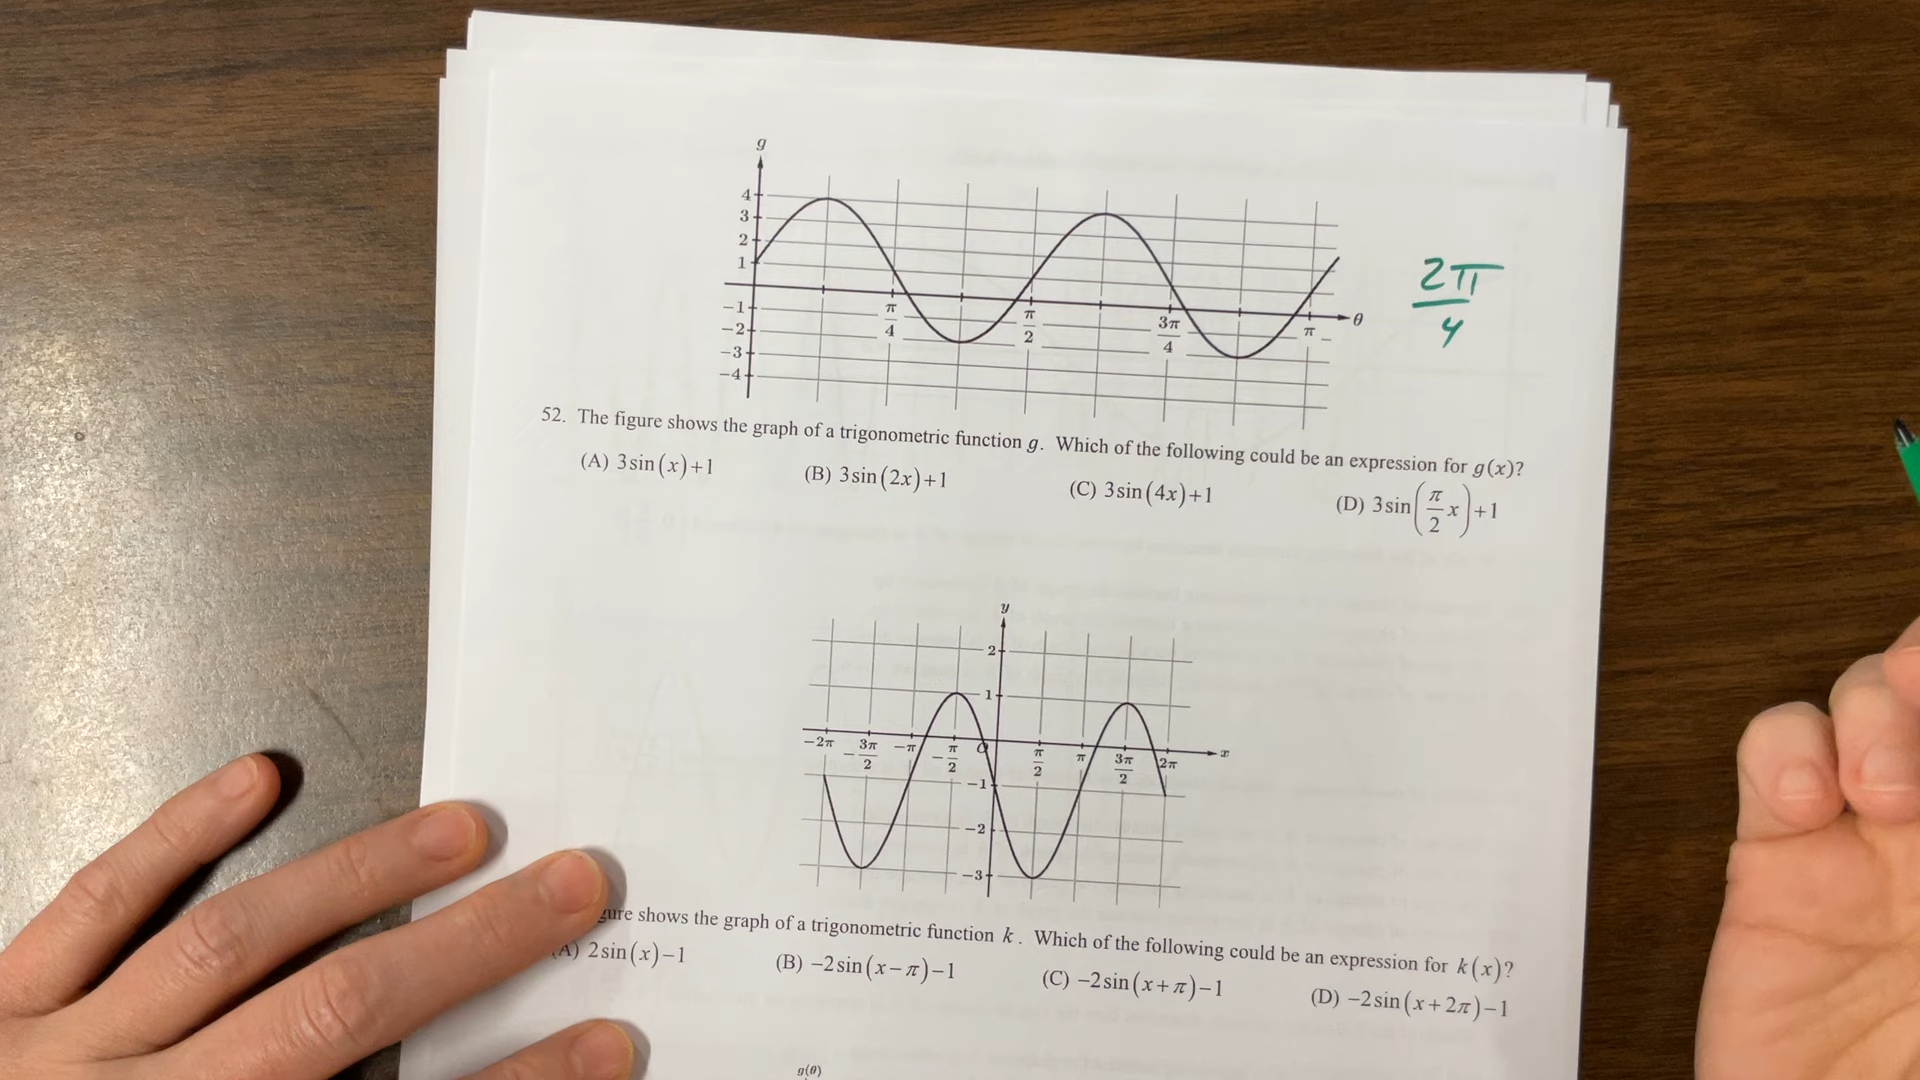 g
4
3
2
1
-1
-2
-3
-4
π/4
π/2
3π/4
π
θ
2π/4
52. The figure shows the graph of a trigonometric function g. Which of the following could be an expression for g(x)?
(A) 3sin(x)+1
(B) 3sin(2x)+1
(C) 3sin(4x)+1
(D) 3sin(π/2 x)+1
y
2
1
-2π
-3π/2
-π
-π/2
O
π/2
π
3π/2
2π
x
-1
-2
-3
gure shows the graph of a trigonometric function k. Which of the following could be an expression for k(x)?
A) 2sin(x)-1
(B) -2sin(x-π)-1
(C) -2sin(x+π)-1
(D) -2sin(x+2π)-1
g(θ)